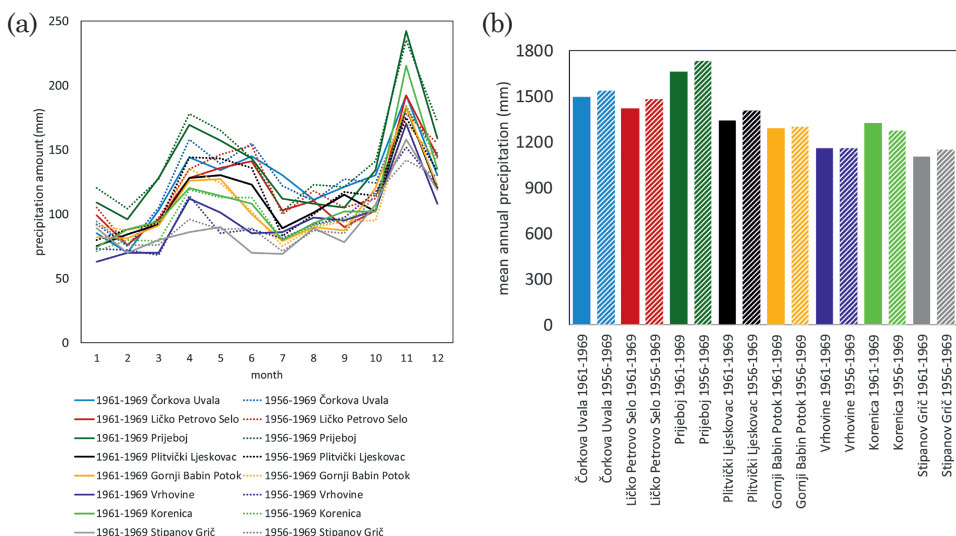 (a)
precipitation amount (mm)
250
200
150
100
50
0
1 2 3 4 5 6 7 8 9 10 11 12
month
1961-1969 Čorkova Uvala
1956-1969 Čorkova Uvala
1961-1969 Ličko Petrovo Selo
1956-1969 Ličko Petrovo Selo
1961-1969 Prijeboj
1956-1969 Prijeboj
1961-1969 Plitvički Ljeskovac
1956-1969 Plitvički Ljeskovac
1961-1969 Gornji Babin Potok
1956-1969 Gornji Babin Potok
1961-1969 Vrhovine
1956-1969 Vrhovine
1961-1969 Korenica
1956-1969 Korenica
1961-1969 Stipanov Grič
1956-1969 Stipanov Grič
(b)
mean annual precipitation (mm)
1800
1500
1200
900
600
300
0
Čorkova Uvala 1961-1969
Čorkova Uvala 1956-1969
Ličko Petrovo Selo 1961-1969
Ličko Petrovo Selo 1956-1969
Prijeboj 1961-1969
Prijeboj 1956-1969
Plitvički Ljeskovac 1961-1969
Plitvički Ljeskovac 1956-1969
Gornji Babin Potok 1961-1969
Gornji Babin Potok 1956-1969
Vrhovine 1961-1969
Vrhovine 1956-1969
Korenica 1961-1969
Korenica 1956-1969
Stipanov Grič 1961-1969
Stipanov Grič 1956-1969